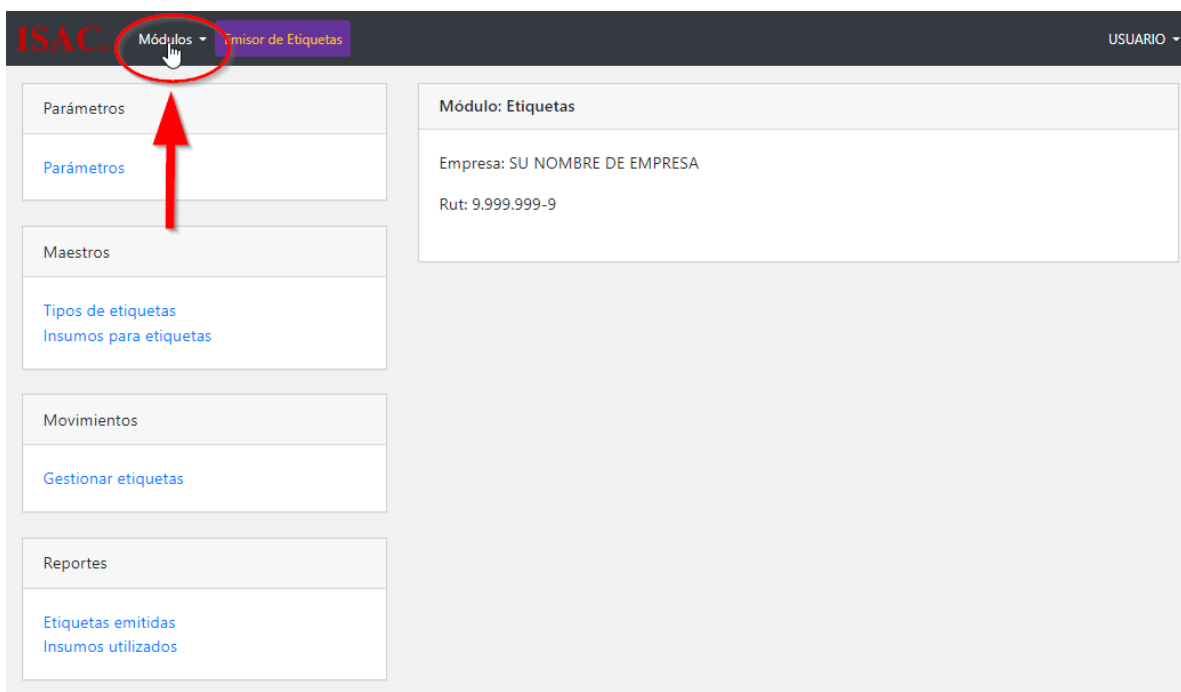 ISAC. Módulos Emisor de Etiquetas USUARIO
Parámetros
Parámetros
Maestros
Tipos de etiquetas
Insumos para etiquetas
Movimientos
Gestionar etiquetas
Reportes
Etiquetas emitidas
Insumos utilizados
Módulo: Etiquetas
Empresa: SU NOMBRE DE EMPRESA
Rut: 9.999.999-9